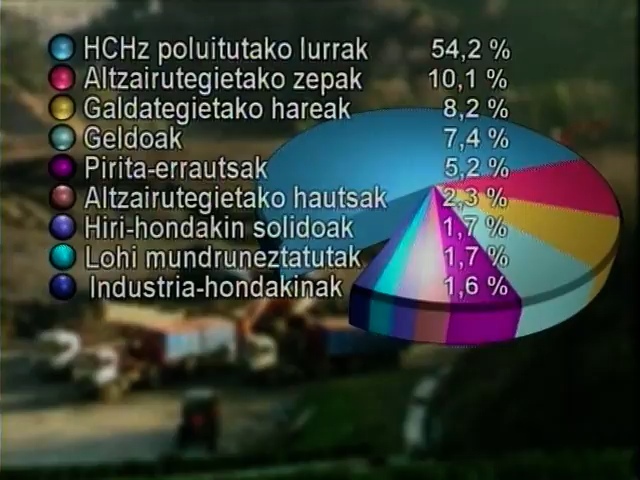 HCHz poluitutako lurrak 54,2 %
Altzairutegietako zepak 10,1 %
Galdategietako hareak 8,2 %
Geldoak 7,4 %
Pirita-errautsak 5,2 %
Altzairutegietako hautsak 2,3 %
Hiri-hondakin solidoak 1,7 %
Lohi mundruneztatutak 1,7 %
Industria-hondakinak 1,6 %